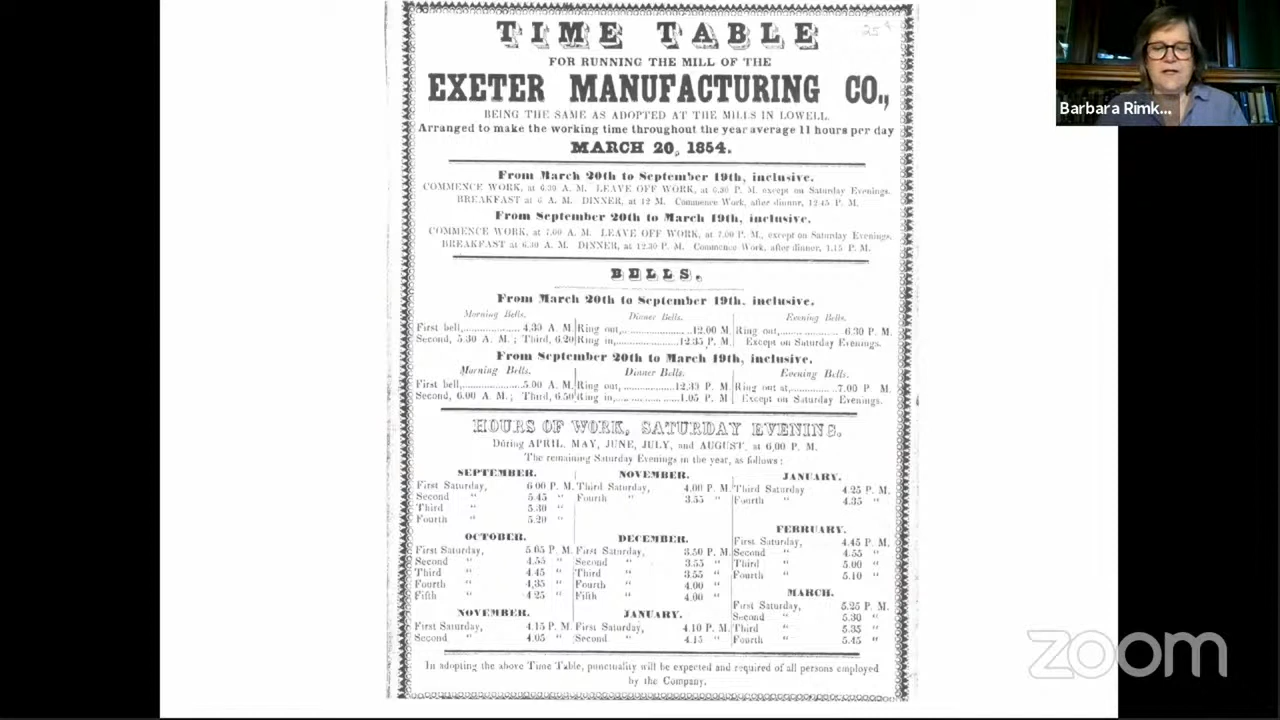 TIME TABLE
FOR RUNNING THE MILL OF THE
EXETER MANUFACTURING CO.,
BEING THE SAME AS ADOPTED AT THE MILLS IN LOWELL.
Arranged to make the working time throughout the year average 11 hours per day
MARCH 20, 1854.
From March 20th to September 19th, inclusive.
COMMENCE WORK, at 6.30 A. M. LEAVE OFF WORK, at 6.30 P. M. except on Saturday Evenings.
BREAKFAST at 6 A. M. DINNER, at 12 M. Commence Work, after dinner, 12.45 P. M.
From September 20th to March 19th, inclusive.
COMMENCE WORK, at 7.00 A. M. LEAVE OFF WORK, at 7.00 P. M., except on Saturday Evenings.
BREAKFAST at 6.30 A. M. DINNER, at 12.30 P. M. Commence Work, after dinner, 1.15 P. M.
BELLS.
From March 20th to September 19th. inclusive.
Morning Bells. Dinner Bells. Evening Bells.
First bell,..................... 4.30 A. M. Ring out,.......................12.00 M. Ring out,.................. 6.30 P. M.
Second, 5.30 A. M. ; Third, 6.20 Ring in,.....................12.35 P. M. Except on Saturday Evenings.
From September 20th to March 19th, inclusive.
Morning Bells. Dinner Bells. Evening Bells.
First bell,.....................5.00 A. M. Ring out, ....................12.30 P. M. Ring out at,...............7.00 P. M.
Second, 6.00 A. M. ; Third, 6.50 Ring in,.....................1.05 P. M. Except on Saturday Evenings.
HOURS OF WORK, SATURDAY EVENING.
During APRIL, MAY, JUNE, JULY, and AUGUST, at 6.00 P. M.
The remaining Saturday Evenings in the year, as follows :
SEPTEMBER.
First Saturday, 6.00 P. M.
Second " 5.45 "
Third " 5.30 "
Fourth " 5.20 "
OCTOBER.
First Saturday, 5.05 P. M.
Second " 4.55 "
Third " 4.45 "
Fourth " 4.35 "
Fifth " 4.25 "
NOVEMBER.
First Saturday, 4.15 P. M.
Second " 4.05 "
NOVEMBER.
Third Saturday, 4.00 P. M.
Fourth " 3.55 "
DECEMBER.
First Saturday, 3.50 P. M.
Second " 3.55 "
Third " 3.55 "
Fourth " 4.00 "
Fifth " 4.00 "
JANUARY.
First Saturday, 4.10 P. M.
Second " 4.15 "
JANUARY.
Third Saturday 4.25 P. M.
Fourth " 4.35 "
FEBRUARY.
First Saturday, 4.45 P. M.
Second " 4.55 "
Third " 5.00 "
Fourth " 5.10 "
MARCH.
First Saturday, 5.25 P. M.
Second " 5.30 "
Third " 5.35 "
Fourth " 5.45 "
In adopting the above Time Table, punctuality will be expected and required of all persons employed
by the Company.
Barbara Rimk...
zoom